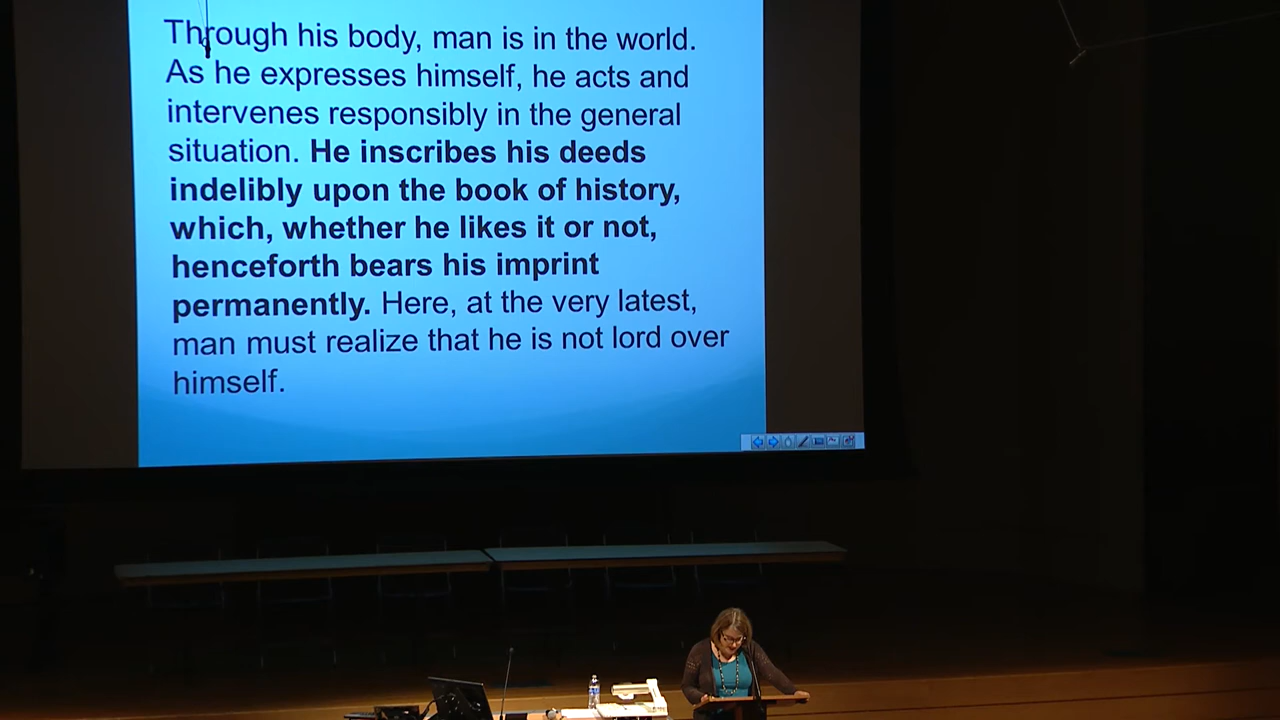 Through his body, man is in the world.
As he expresses himself, he acts and
intervenes responsibly in the general
situation. He inscribes his deeds
indelibly upon the book of history,
which, whether he likes it or not,
henceforth bears his imprint
permanently. Here, at the very latest,
man must realize that he is not lord over
himself.